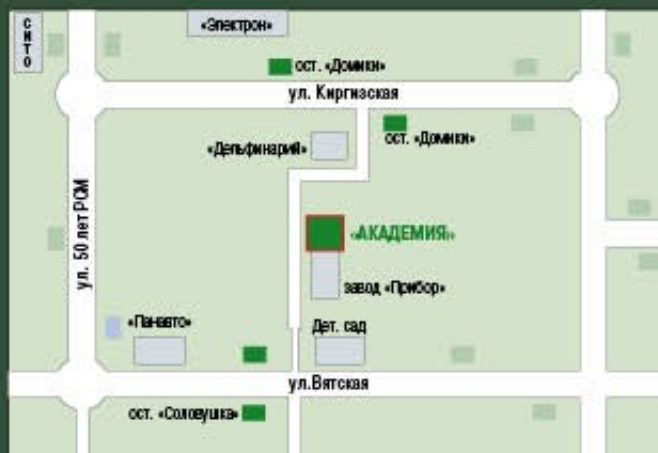 СИТО
«Электрон»
ост. «Домики»
ул. Киргизская
ост. «Домики»
«Дельфинарий»
ул. 50 лет РСМ
«АКАДЕМИЯ»
завод «Прибор»
«Панавто»
Дет. сад
ул.Вятская
ост. «Соловушка»